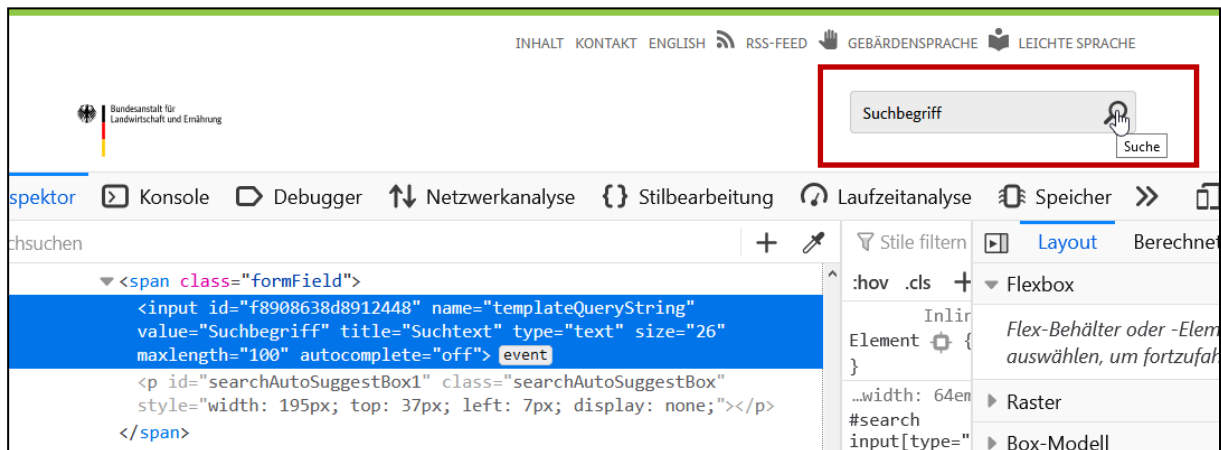 INHALT KONTAKT ENGLISH RSS-FEED GEBÄRDENSPRACHE LEICHTE SPRACHE
Bundesanstalt für
Landwirtschaft und Ernährung
Suchbegriff
Suche
spektor Konsole Debugger Netzwerkanalyse Stilbearbeitung Laufzeitanalyse Speicher
chsuchen
Stile filtern
Layout Berechnet
<span class="formField">
<input id="f8908638d8912448" name="templateQueryString"
value="Suchbegriff" title="Suchtext" type="text" size="26"
maxlength="100" autocomplete="off"> event
<p id="searchAutoSuggestBox1" class="searchAutoSuggestBox"
style="width: 195px; top: 37px; left: 7px; display: none;"></p>
</span>
:hov .cls +
Inlin
Element {
}
…width: 64em
#search
input[type="
Flexbox
Flex-Behälter oder -Elem
auswählen, um fortzufah
Raster
Box-Modell